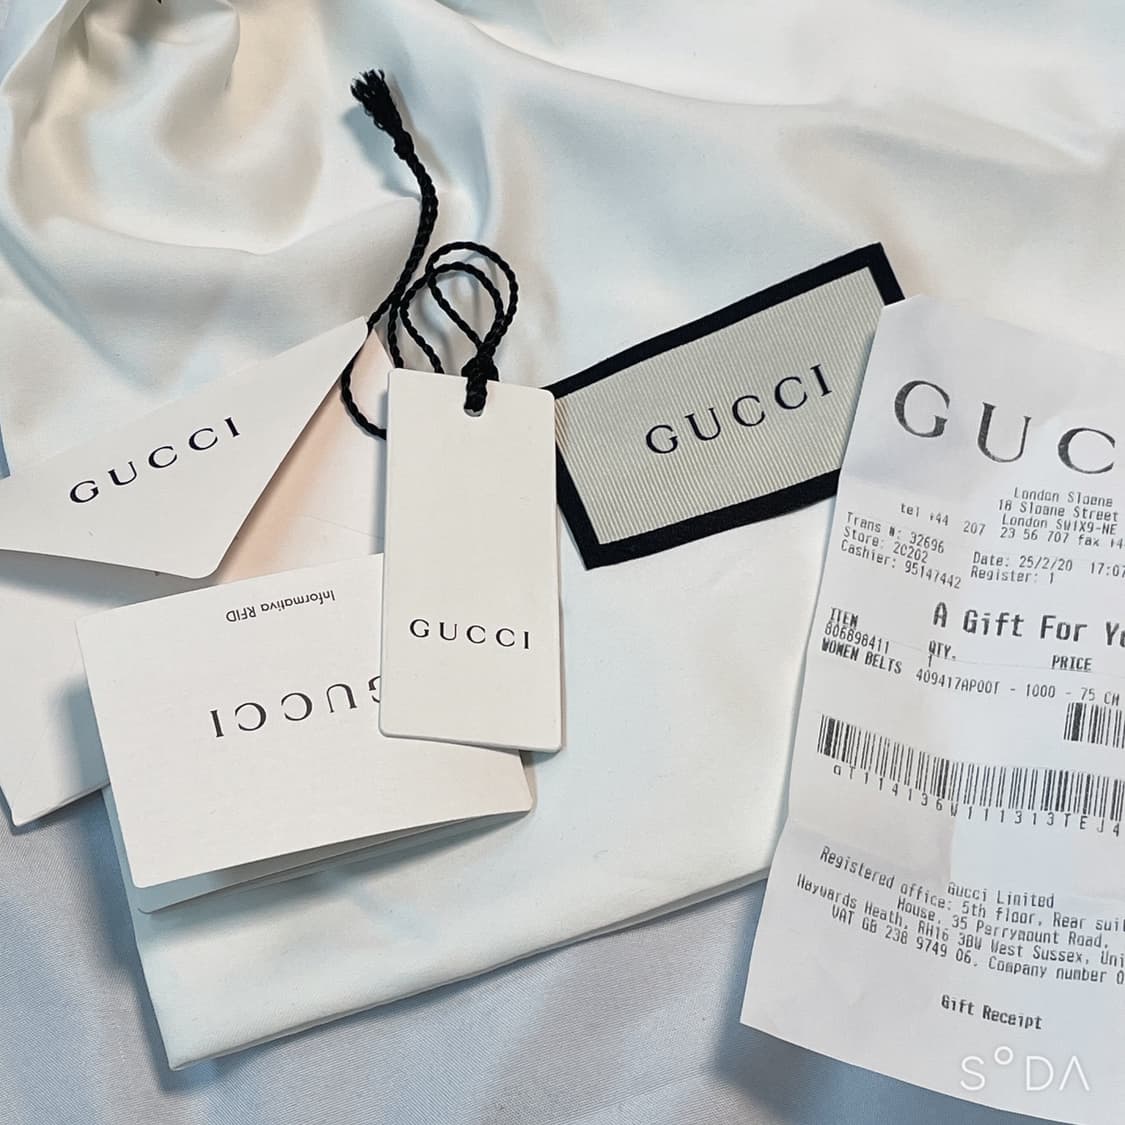 GUCCI
GUCCI
GUCCI
Informativa RFID
GUCCI
GUC
London Sloane
18 Sloane Street
London SW1X9-NE
tel +44 207 23 56 707 fax +4
Trans #: 32696
Date: 25/2/20 17:07
Store: 20202
Register: 1
Cashier: 95147442
A Gift For Yo
ITEM QTY. PRICE
806898411 1
WOMEN BELTS 409417AP00T - 1000 - 75 CM
QT114136W111313TEJ4
Gucci Limited
Registered office: 5th floor, Rear sui
House, 35 Perrymount Road,
Haywards Heath, RH16 3BW West Sussex, Uni
VAT GB 238 9749 06. Company number 0
Gift Receipt
SODA